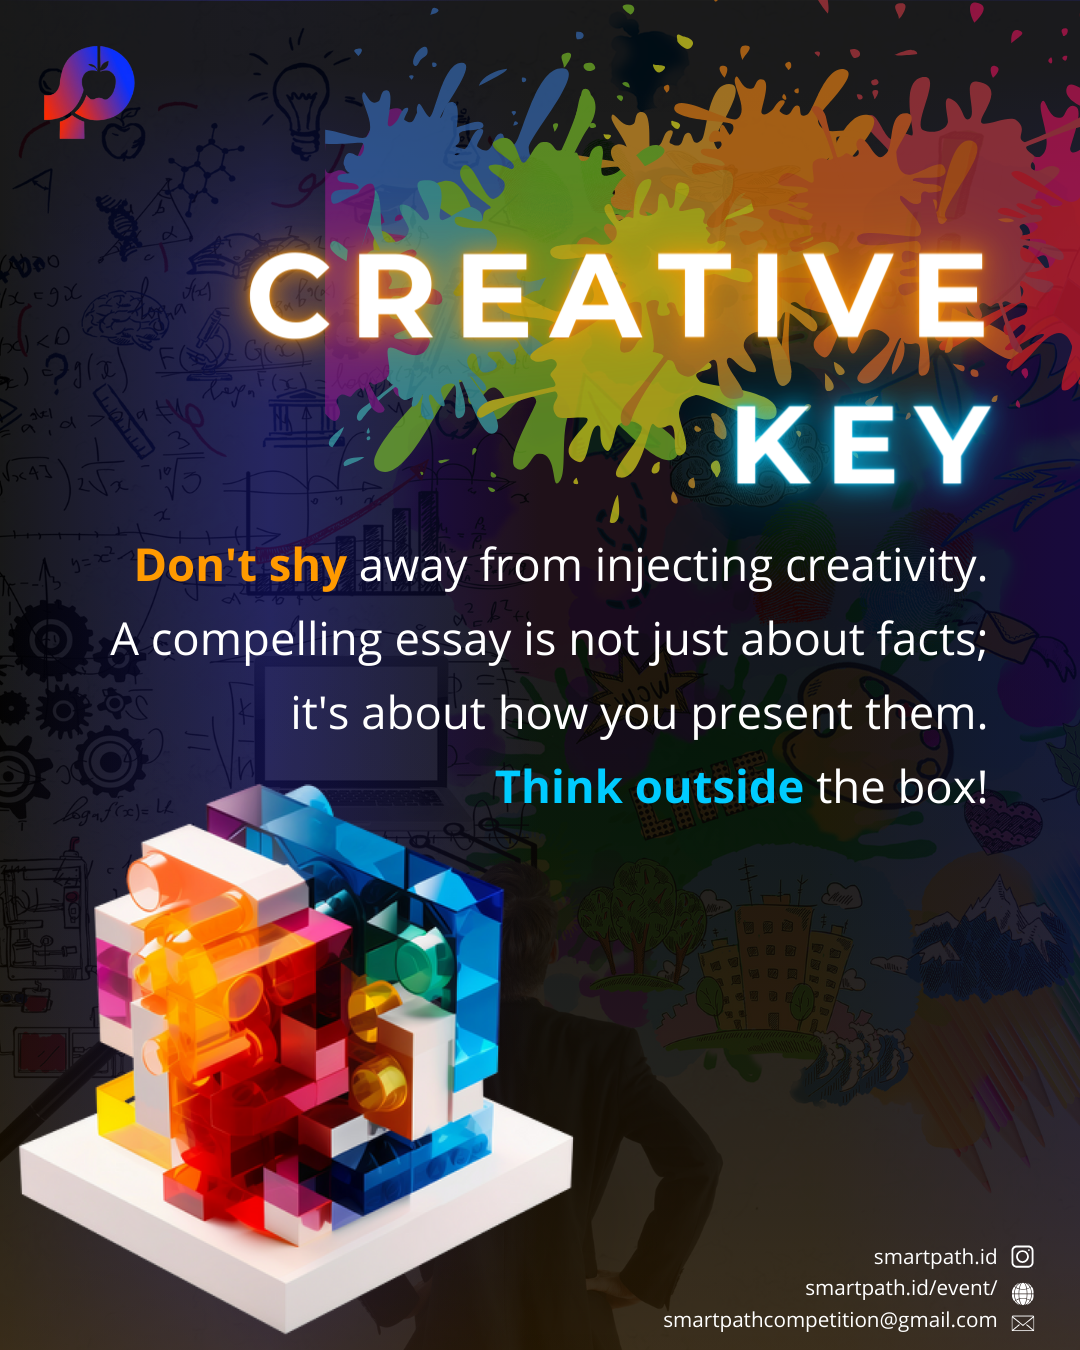 CREATIVE
KEY
Don't shy away from injecting creativity.
A compelling essay is not just about facts;
it's about how you present them.
Think outside the box!
smartpath.id
smartpath.id/event/
smartpathcompetition@gmail.com